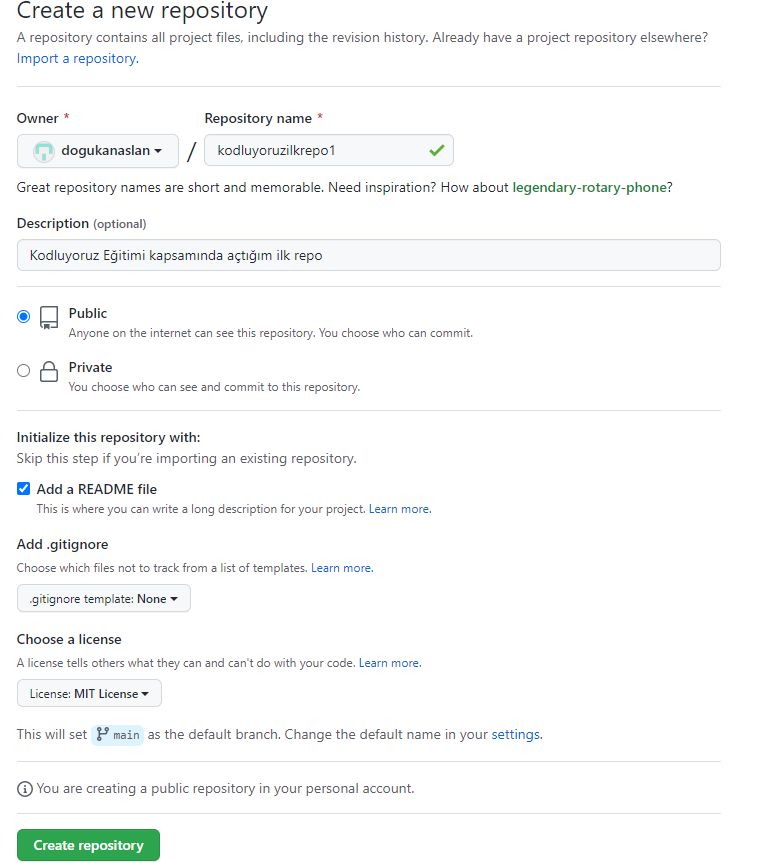 Create a new repository
A repository contains all project files, including the revision history. Already have a project repository elsewhere?
Import a repository.
Owner * Repository name *
dogukanaslan / kodluyoruzilkrepo1
Great repository names are short and memorable. Need inspiration? How about legendary-rotary-phone?
Description (optional)
Kodluyoruz Eğitimi kapsamında açtığım ilk repo
Public
Anyone on the internet can see this repository. You choose who can commit.
Private
You choose who can see and commit to this repository.
Initialize this repository with:
Skip this step if you're importing an existing repository.
Add a README file
This is where you can write a long description for your project. Learn more.
Add .gitignore
Choose which files not to track from a list of templates. Learn more.
.gitignore template: None
Choose a license
A license tells others what they can and can't do with your code. Learn more.
License: MIT License
This will set main as the default branch. Change the default name in your settings.
You are creating a public repository in your personal account.
Create repository